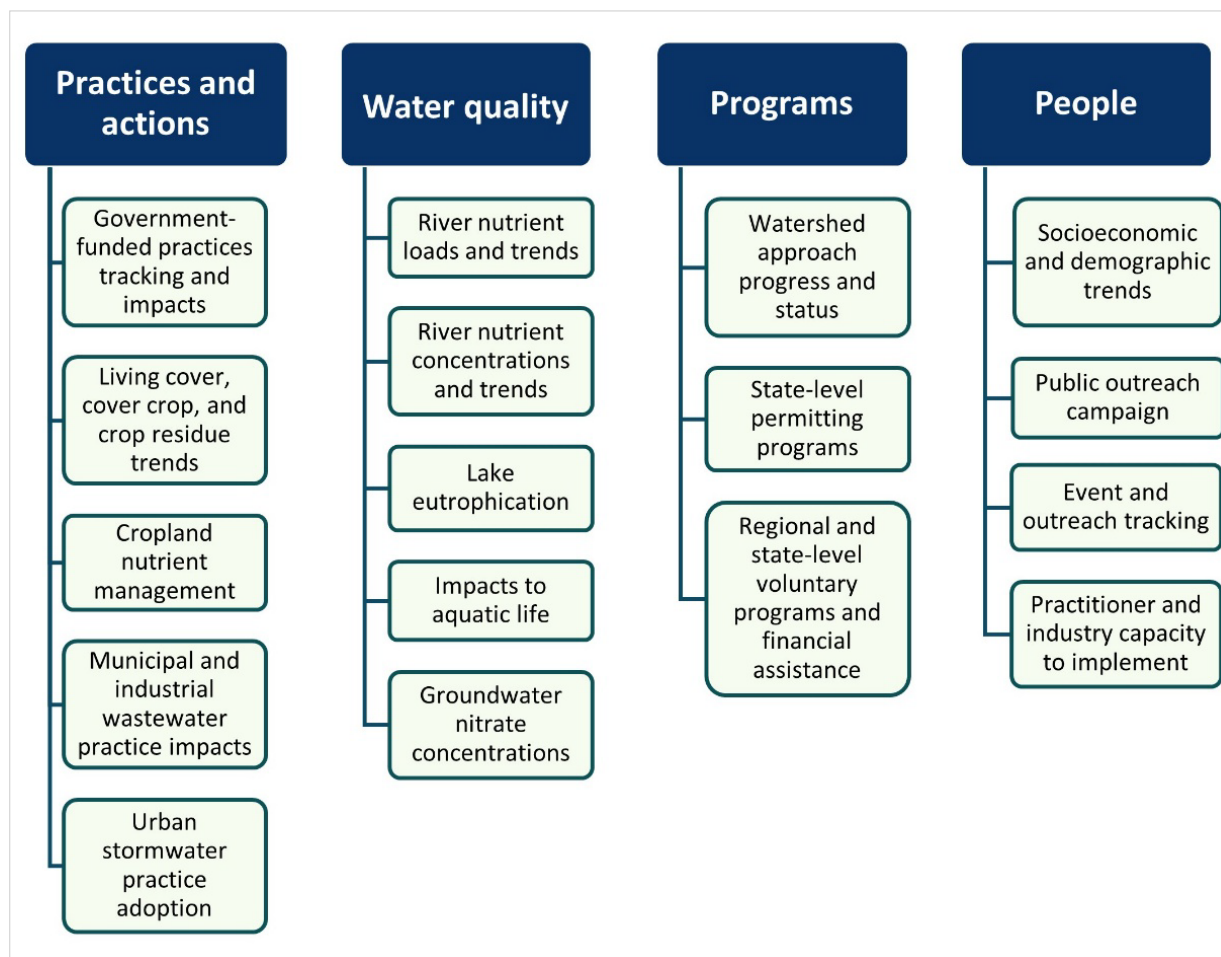 Practices and
actions
Government-
funded practices
tracking and
impacts
Living cover,
cover crop, and
crop residue
trends
Cropland
nutrient
management
Municipal and
industrial
wastewater
practice impacts
Urban
stormwater
practice
adoption
Water quality
River nutrient
loads and trends
River nutrient
concentrations
and trends
Lake
eutrophication
Impacts to
aquatic life
Groundwater
nitrate
concentrations
Programs
Watershed
approach
progress and
status
State-level
permitting
programs
Regional and
state-level
voluntary
programs and
financial
assistance
People
Socioeconomic
and demographic
trends
Public outreach
campaign
Event and
outreach tracking
Practitioner and
industry capacity
to implement